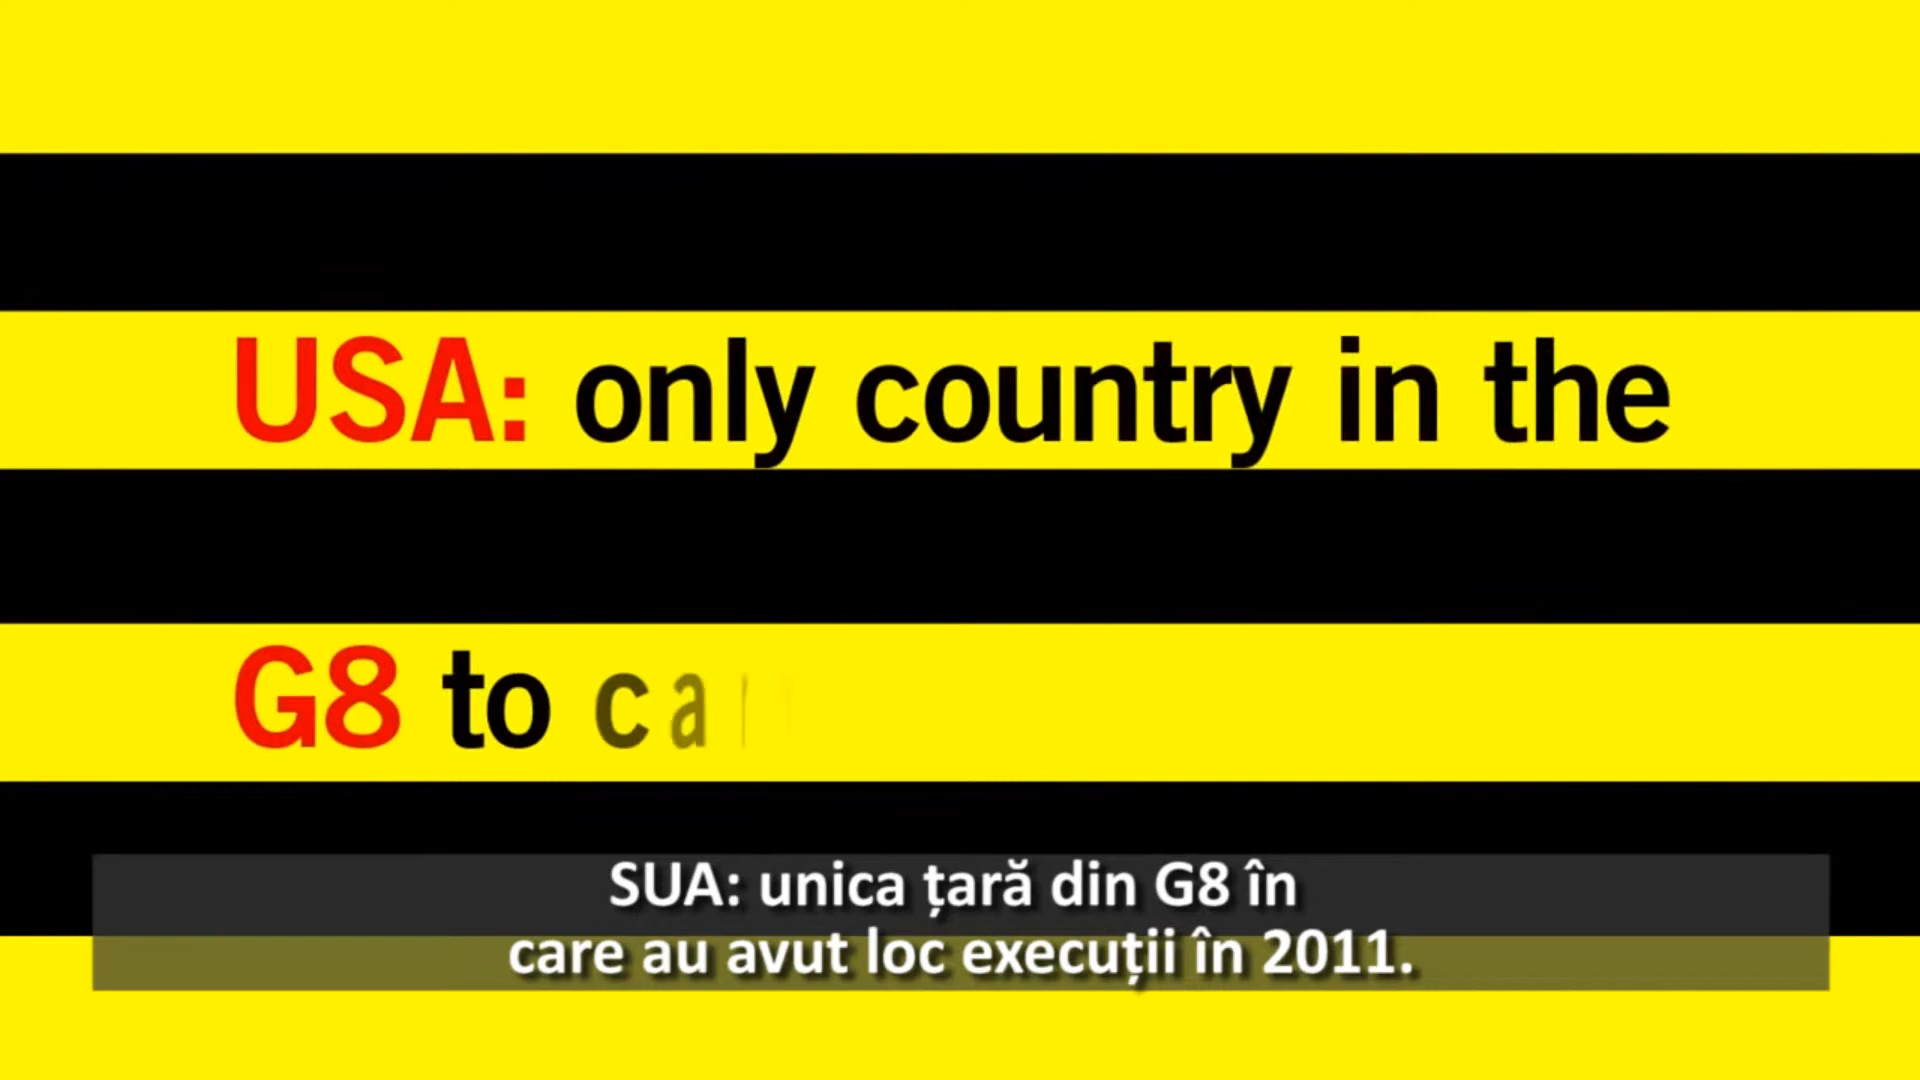 USA: only country in the
G8 to ca
SUA: unica țară din G8 în
care au avut loc execuții în 2011.